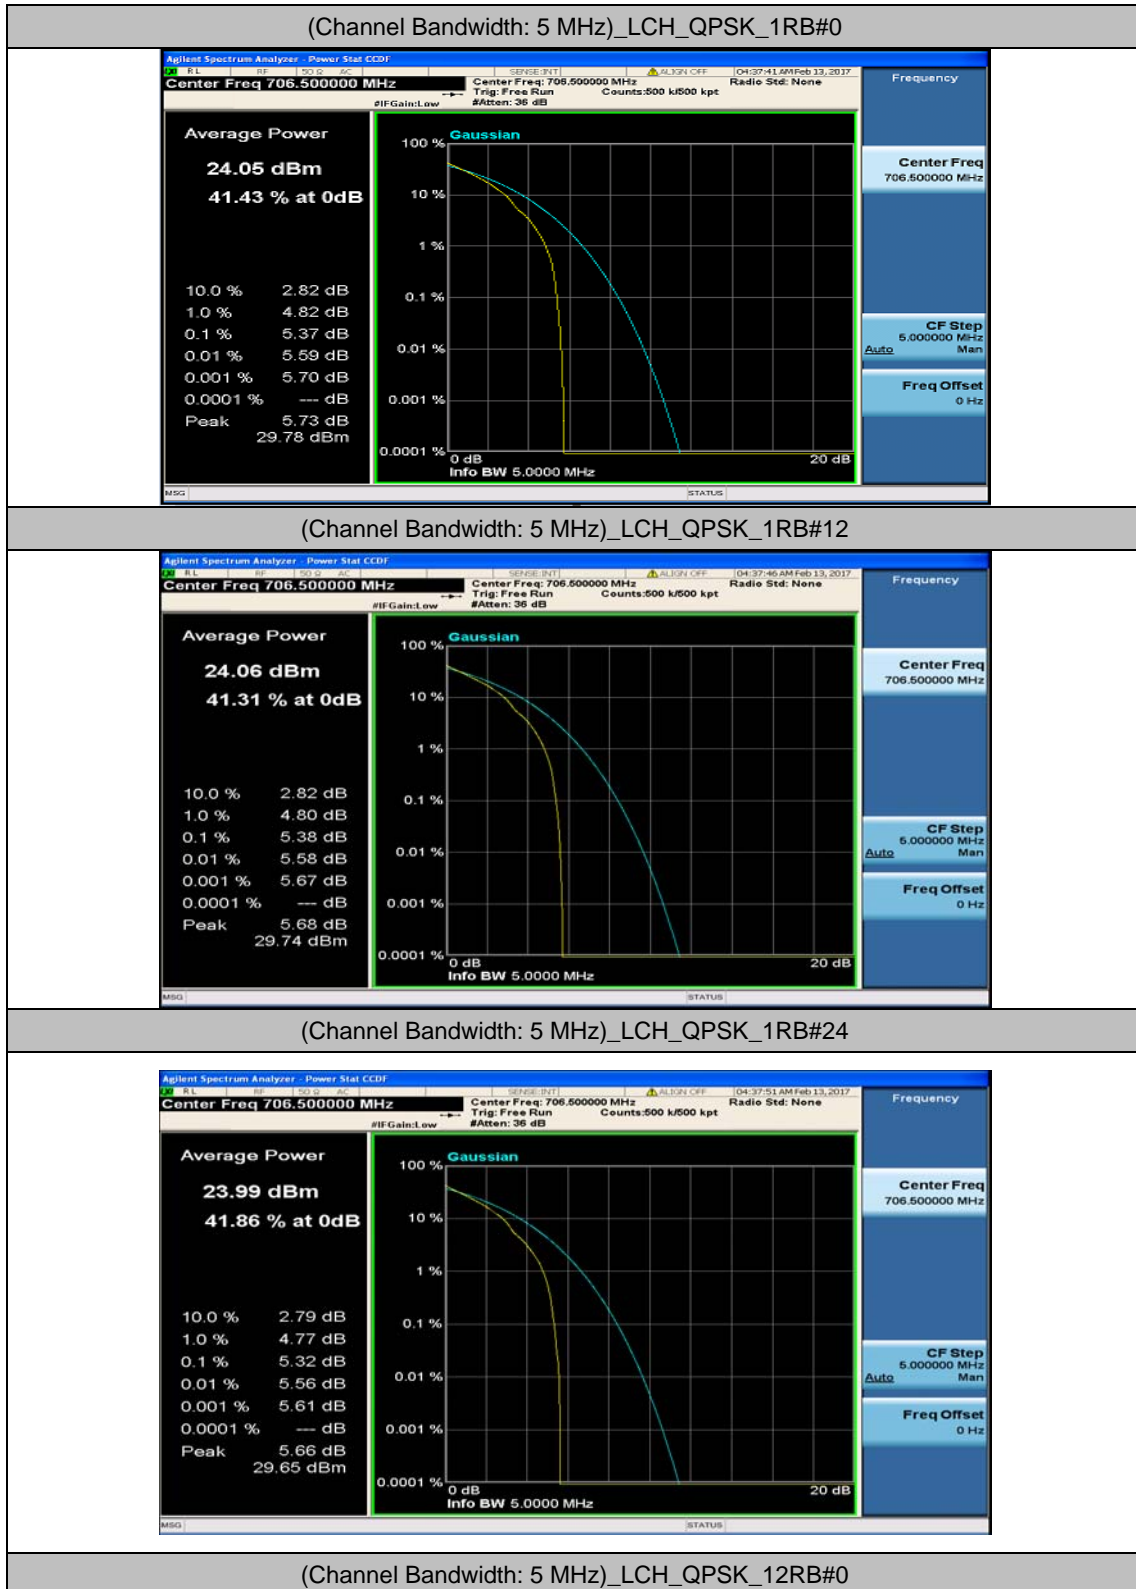 (Channel Bandwidth: 5 MHz)_LCH_QPSK_1RB#0
Agilent Spectrum Analyzer - Power Stat CCDF
RL RF 50 Ω AC SENSE:INT ALIGN OFF 04:37:41 AM Feb 13, 2017
Center Freq 706.500000 MHz
Center Freq: 706.500000 MHz
Radio Std: None
Trig: Free Run Counts:500 k/500 kpt
#IFGain:Low #Atten: 36 dB
Frequency
Average Power
24.05 dBm
41.43 % at 0dB
10.0 % 2.82 dB
1.0 % 4.82 dB
0.1 % 5.37 dB
0.01 % 5.59 dB
0.001 % 5.70 dB
0.0001 % --- dB
Peak 5.73 dB
29.78 dBm
Gaussian
100 %
10 %
1 %
0.1 %
0.01 %
0.001 %
0.0001 %
0 dB 20 dB
Info BW 5.0000 MHz
Center Freq
706.500000 MHz
CF Step
5.000000 MHz
Auto Man
Freq Offset
0 Hz
MSG STATUS
(Channel Bandwidth: 5 MHz)_LCH_QPSK_1RB#12
Agilent Spectrum Analyzer - Power Stat CCDF
RL RF 50 Ω AC SENSE:INT ALIGN OFF 04:37:46 AM Feb 13, 2017
Center Freq 706.500000 MHz
Center Freq: 706.500000 MHz
Radio Std: None
Trig: Free Run Counts:500 k/500 kpt
#IFGain:Low #Atten: 36 dB
Frequency
Average Power
24.06 dBm
41.31 % at 0dB
10.0 % 2.82 dB
1.0 % 4.80 dB
0.1 % 5.38 dB
0.01 % 5.58 dB
0.001 % 5.67 dB
0.0001 % --- dB
Peak 5.68 dB
29.74 dBm
Gaussian
100 %
10 %
1 %
0.1 %
0.01 %
0.001 %
0.0001 %
0 dB 20 dB
Info BW 5.0000 MHz
Center Freq
706.500000 MHz
CF Step
5.000000 MHz
Auto Man
Freq Offset
0 Hz
MSG STATUS
(Channel Bandwidth: 5 MHz)_LCH_QPSK_1RB#24
Agilent Spectrum Analyzer - Power Stat CCDF
RL RF 50 Ω AC SENSE:INT ALIGN OFF 04:37:51 AM Feb 13, 2017
Center Freq 706.500000 MHz
Center Freq: 706.500000 MHz
Radio Std: None
Trig: Free Run Counts:500 k/500 kpt
#IFGain:Low #Atten: 36 dB
Frequency
Average Power
23.99 dBm
41.86 % at 0dB
10.0 % 2.79 dB
1.0 % 4.77 dB
0.1 % 5.32 dB
0.01 % 5.56 dB
0.001 % 5.61 dB
0.0001 % --- dB
Peak 5.66 dB
29.65 dBm
Gaussian
100 %
10 %
1 %
0.1 %
0.01 %
0.001 %
0.0001 %
0 dB 20 dB
Info BW 5.0000 MHz
Center Freq
706.500000 MHz
CF Step
5.000000 MHz
Auto Man
Freq Offset
0 Hz
MSG STATUS
(Channel Bandwidth: 5 MHz)_LCH_QPSK_12RB#0